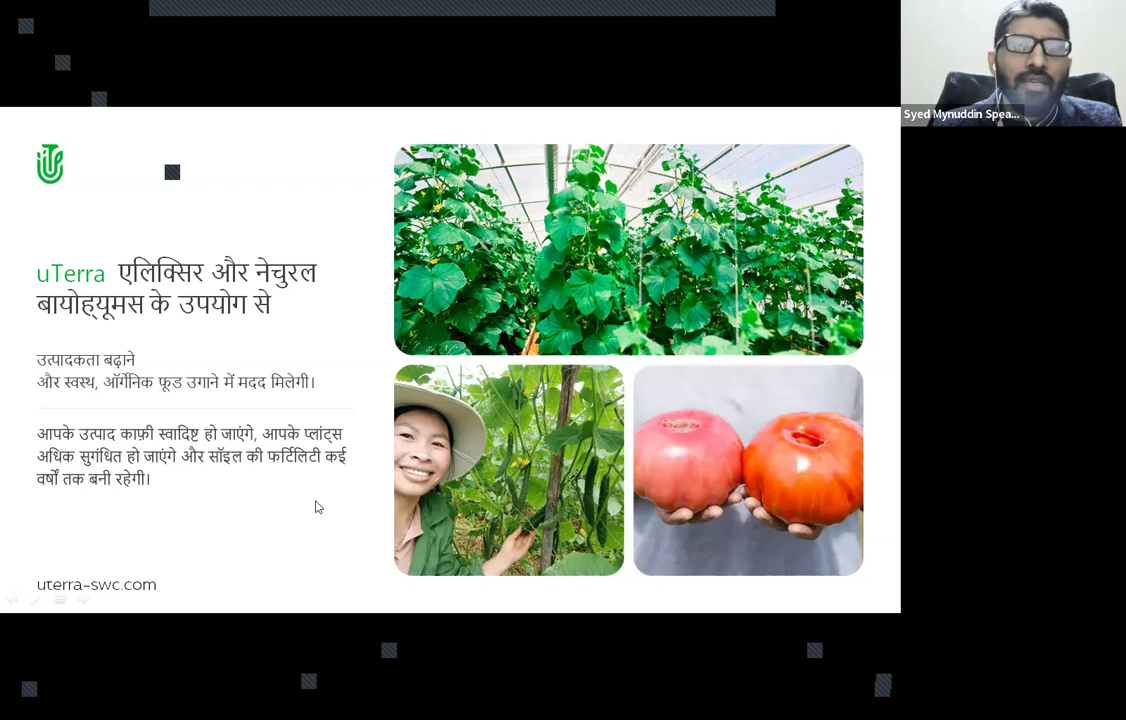 Syed Mynuddin Spea...
uTerra एलिक्सिर और नेचुरल
बायोह्यूमस के उपयोग से
उत्पादकता बढ़ाने
और स्वस्थ, ऑर्गेनिक फूड उगाने में मदद मिलेगी।
आपके उत्पाद काफ़ी स्वादिष्ट हो जाएंगे, आपके प्लांट्स
अधिक सुगंधित हो जाएंगे और सॉइल की फर्टिलिटी कई
वर्षों तक बनी रहेगी।
uterra-swc.com